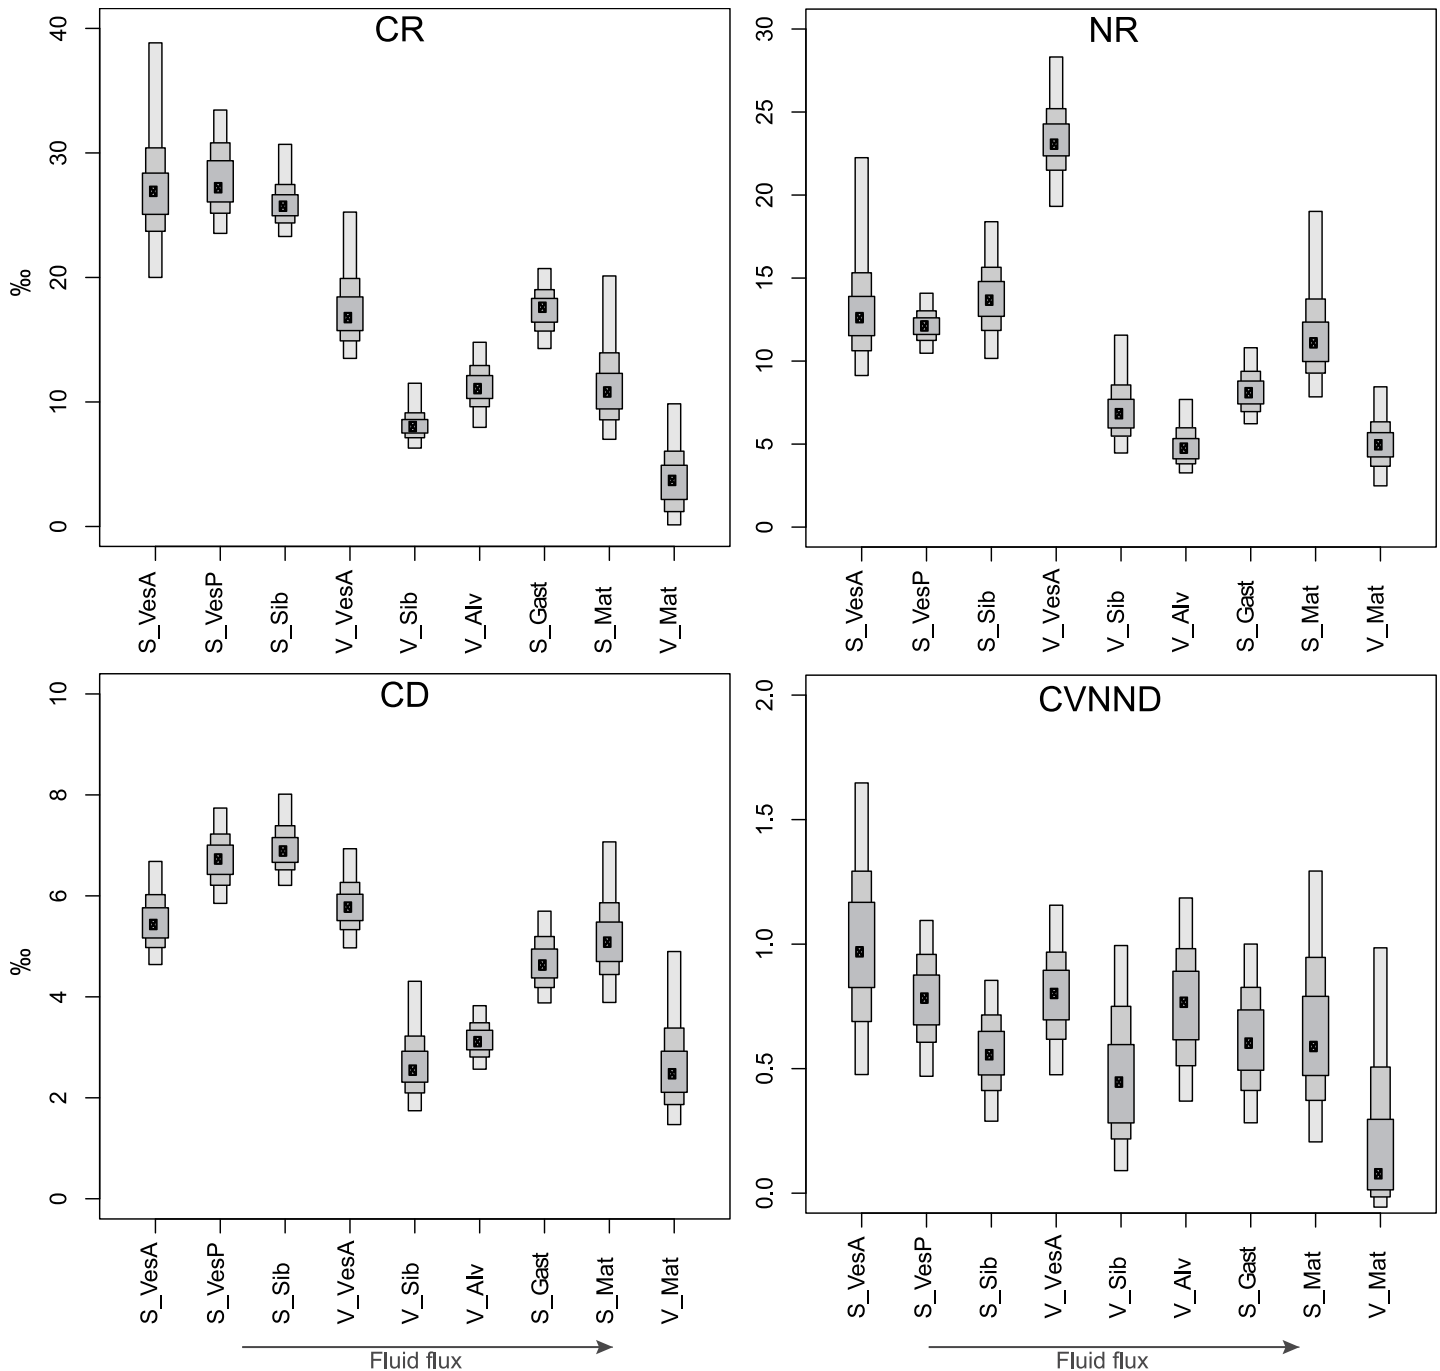 CR
40
30
20
10
0
‰
S_VesA
S_VesP
S_Sib
V_VesA
V_Sib
V_Alv
S_Gast
S_Mat
V_Mat
NR
30
25
20
15
10
5
0
S_VesA
S_VesP
S_Sib
V_VesA
V_Sib
V_Alv
S_Gast
S_Mat
V_Mat
CD
10
8
6
4
2
0
‰
S_VesA
S_VesP
S_Sib
V_VesA
V_Sib
V_Alv
S_Gast
S_Mat
V_Mat
Fluid flux
CVNND
2.0
1.5
1.0
0.5
0.0
S_VesA
S_VesP
S_Sib
V_VesA
V_Sib
V_Alv
S_Gast
S_Mat
V_Mat
Fluid flux